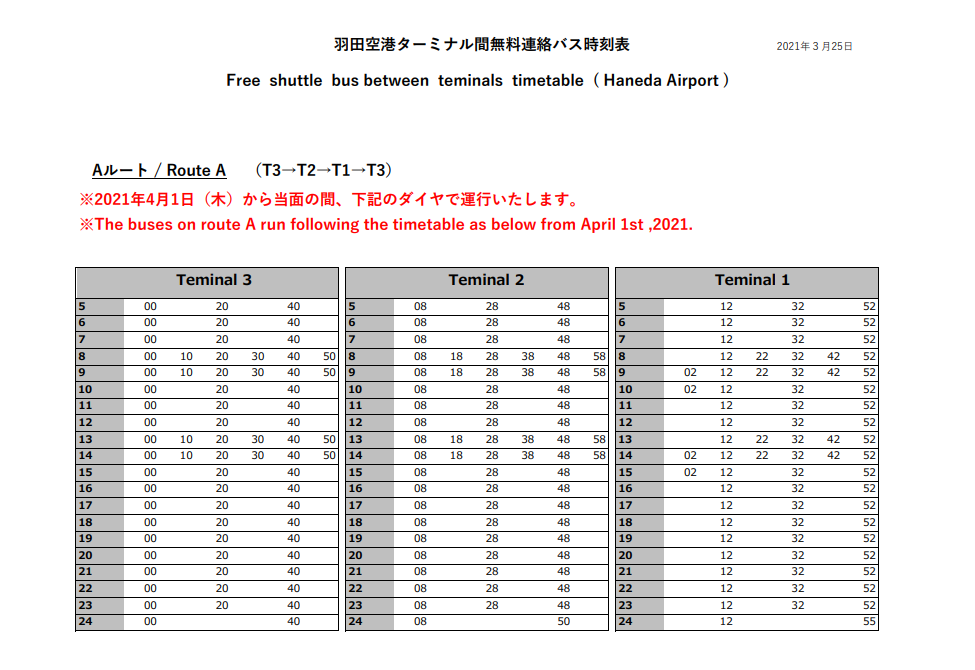 羽田空港ターミナル間無料連絡バス時刻表
2021年３月25日
Free shuttle bus between teminals timetable ( Haneda Airport )
Aルート / Route A （T3→T2→T1→T3）
※2021年4月1日（木）から当面の間、下記のダイヤで運行いたします。
※The buses on route A run following the timetable as below from April 1st ,2021.
Teminal 3 Teminal 2 Teminal 1
5 00 20 40 5 08 28 48 5 12 32 52
6 00 20 40 6 08 28 48 6 12 32 52
7 00 20 40 7 08 28 48 7 12 32 52
8 00 10 20 30 40 50 8 08 18 28 38 48 58 8 12 22 32 42 52
9 00 10 20 30 40 50 9 08 18 28 38 48 58 9 02 12 22 32 42 52
10 00 20 40 10 08 28 48 10 02 12 32 52
11 00 20 40 11 08 28 48 11 12 32 52
12 00 20 40 12 08 28 48 12 12 32 52
13 00 10 20 30 40 50 13 08 18 28 38 48 58 13 12 22 32 42 52
14 00 10 20 30 40 50 14 08 18 28 38 48 58 14 02 12 22 32 42 52
15 00 20 40 15 08 28 48 15 02 12 32 52
16 00 20 40 16 08 28 48 16 12 32 52
17 00 20 40 17 08 28 48 17 12 32 52
18 00 20 40 18 08 28 48 18 12 32 52
19 00 20 40 19 08 28 48 19 12 32 52
20 00 20 40 20 08 28 48 20 12 32 52
21 00 20 40 21 08 28 48 21 12 32 52
22 00 20 40 22 08 28 48 22 12 32 52
23 00 20 40 23 08 28 48 23 12 32 52
24 00 40 24 08 50 24 12 55